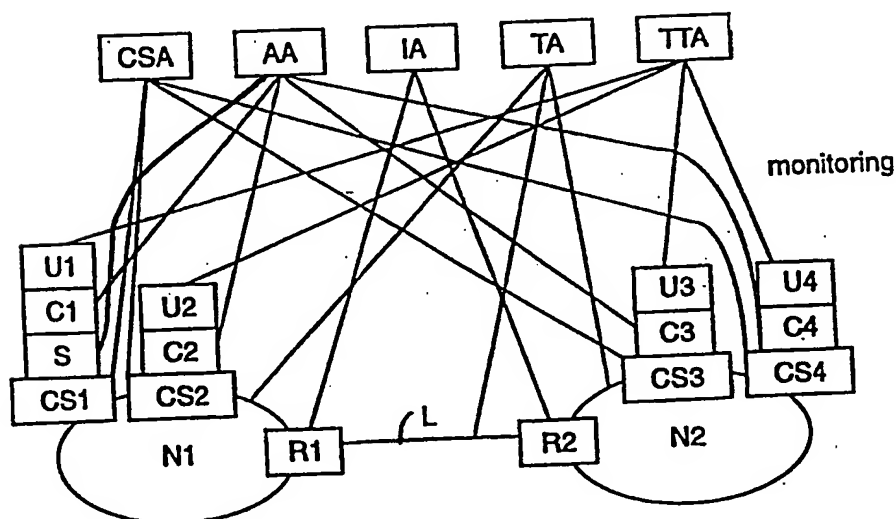 CSA AA IA TA TTA
monitoring
U1
C1
S
CS1
U2
C2
CS2
U3
C3
CS3
U4
C4
CS4
N1
R1
L
R2
N2